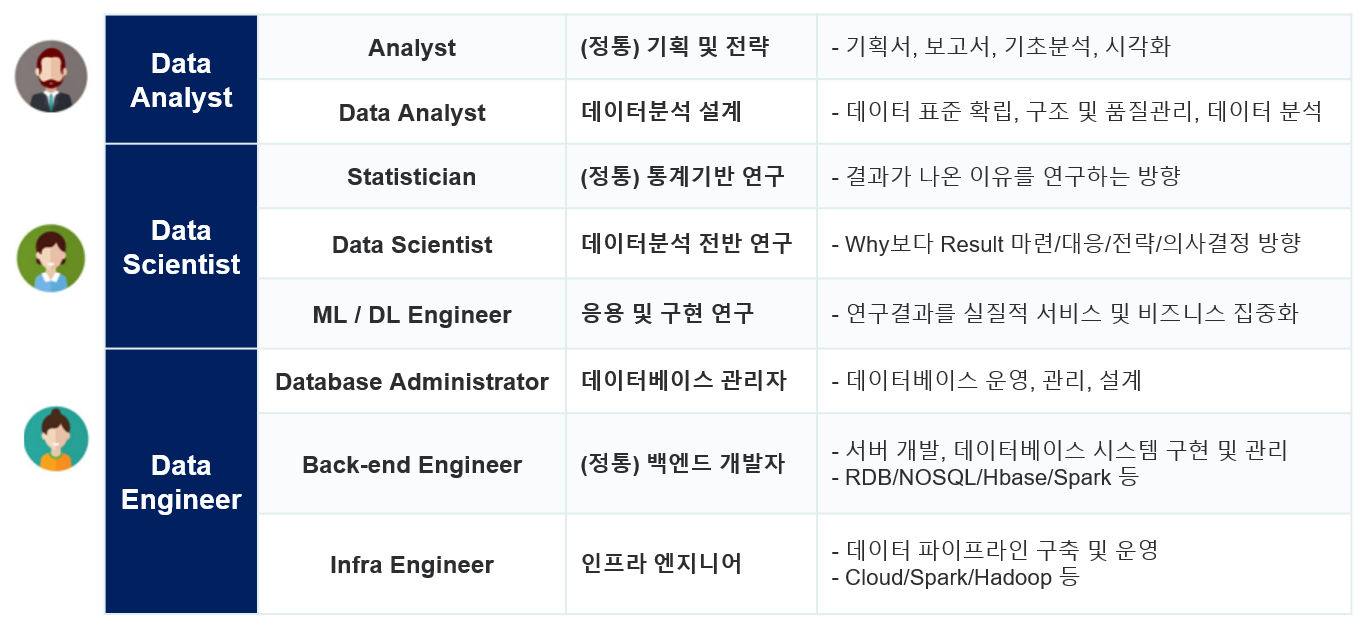 Data
Analyst
Analyst
(정통) 기획 및 전략
- 기획서, 보고서, 기초분석, 시각화
Data Analyst
데이터분석 설계
- 데이터 표준 확립, 구조 및 품질관리, 데이터 분석
Data
Scientist
Statistician
(정통) 통계기반 연구
- 결과가 나온 이유를 연구하는 방향
Data Scientist
데이터분석 전반 연구
- Why보다 Result 마련/대응/전략/의사결정 방향
ML / DL Engineer
응용 및 구현 연구
- 연구결과를 실질적 서비스 및 비즈니스 집중화
Data
Engineer
Database Administrator
데이터베이스 관리자
- 데이터베이스 운영, 관리, 설계
Back-end Engineer
(정통) 백엔드 개발자
- 서버 개발, 데이터베이스 시스템 구현 및 관리
- RDB/NOSQL/Hbase/Spark 등
Infra Engineer
인프라 엔지니어
- 데이터 파이프라인 구축 및 운영
- Cloud/Spark/Hadoop 등